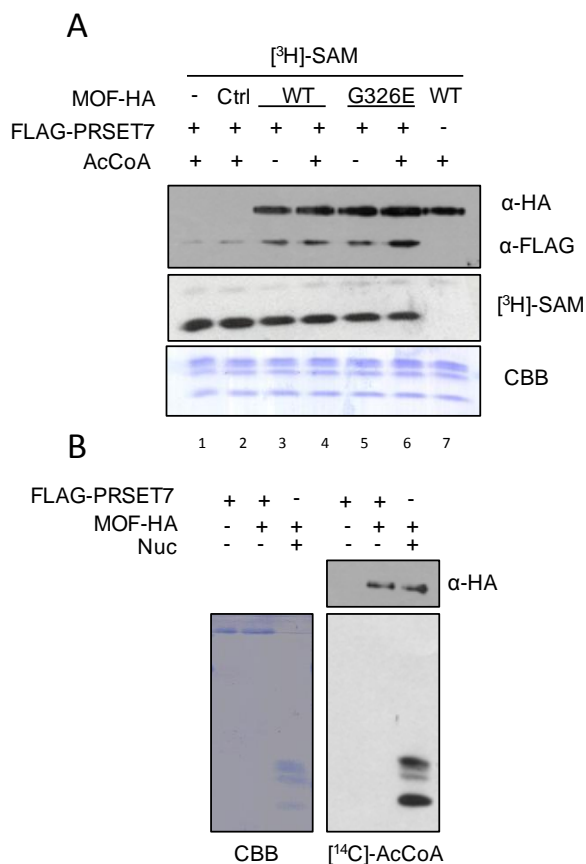 A
[³H]-SAM
MOF-HA - Ctrl WT G326E WT
FLAG-PRSET7 + + + + + + -
AcCoA + + - + - + +
α-HA
α-FLAG
[³H]-SAM
CBB
1 2 3 4 5 6 7
B
FLAG-PRSET7 + + - + + -
MOF-HA - + + - + +
Nuc - - + - - +
α-HA
CBB [¹⁴C]-AcCoA